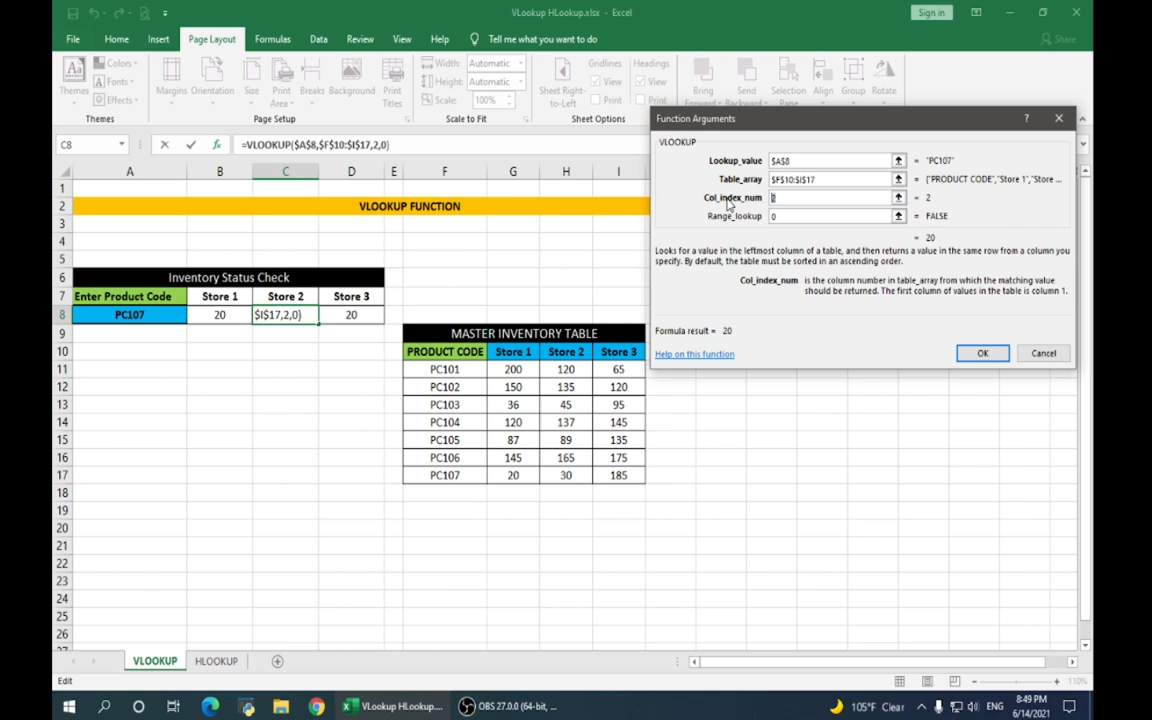 VLookup HLookup.xlsx - Excel
Sign in
File Home Insert Page Layout Formulas Data Review View Help Tell me what you want to do Share
Themes
Colors
Fonts
Effects
Margins
Orientation
Size
Print Area
Breaks
Background
Print Titles
Width: Automatic
Height: Automatic
Scale: 100%
Sheet Right-to-Left
Gridlines
View
Print
Headings
View
Print
Bring Forward
Send Backward
Selection Pane
Align
Group
Rotate
Themes Page Setup Scale to Fit Sheet Options
C8 fx =VLOOKUP($A$8,$F$10:$I$17,2,0)
A B C D E F G H I
1
2 VLOOKUP FUNCTION
3
4
5
6 Inventory Status Check
7 Enter Product Code Store 1 Store 2 Store 3
8 PC107 20 $I$17,2,0) 20
9 MASTER INVENTORY TABLE
10 PRODUCT CODE Store 1 Store 2 Store 3
11 PC101 200 120 65
12 PC102 150 135 120
13 PC103 36 45 95
14 PC104 120 137 145
15 PC105 87 89 135
16 PC106 145 165 175
17 PC107 20 30 185
18
19
20
21
22
23
24
25
26
Function Arguments ?
VLOOKUP
Lookup_value $A$8 = "PC107"
Table_array $F$10:$I$17 = {"PRODUCT CODE","Store 1","Store ...
Col_index_num 2 = 2
Range_lookup 0 = FALSE
= 20
Looks for a value in the leftmost column of a table, and then returns a value in the same row from a column you
specify. By default, the table must be sorted in an ascending order.
Col_index_num is the column number in table_array from which the matching value
should be returned. The first column of values in the table is column 1.
Formula result = 20
Help on this function
OK
Cancel
VLOOKUP HLOOKUP
Edit
110%
VLookup HLookup....
OBS 27.0.0 (64-bit, ...
105°F Clear
ENG
8:49 PM
6/14/2021